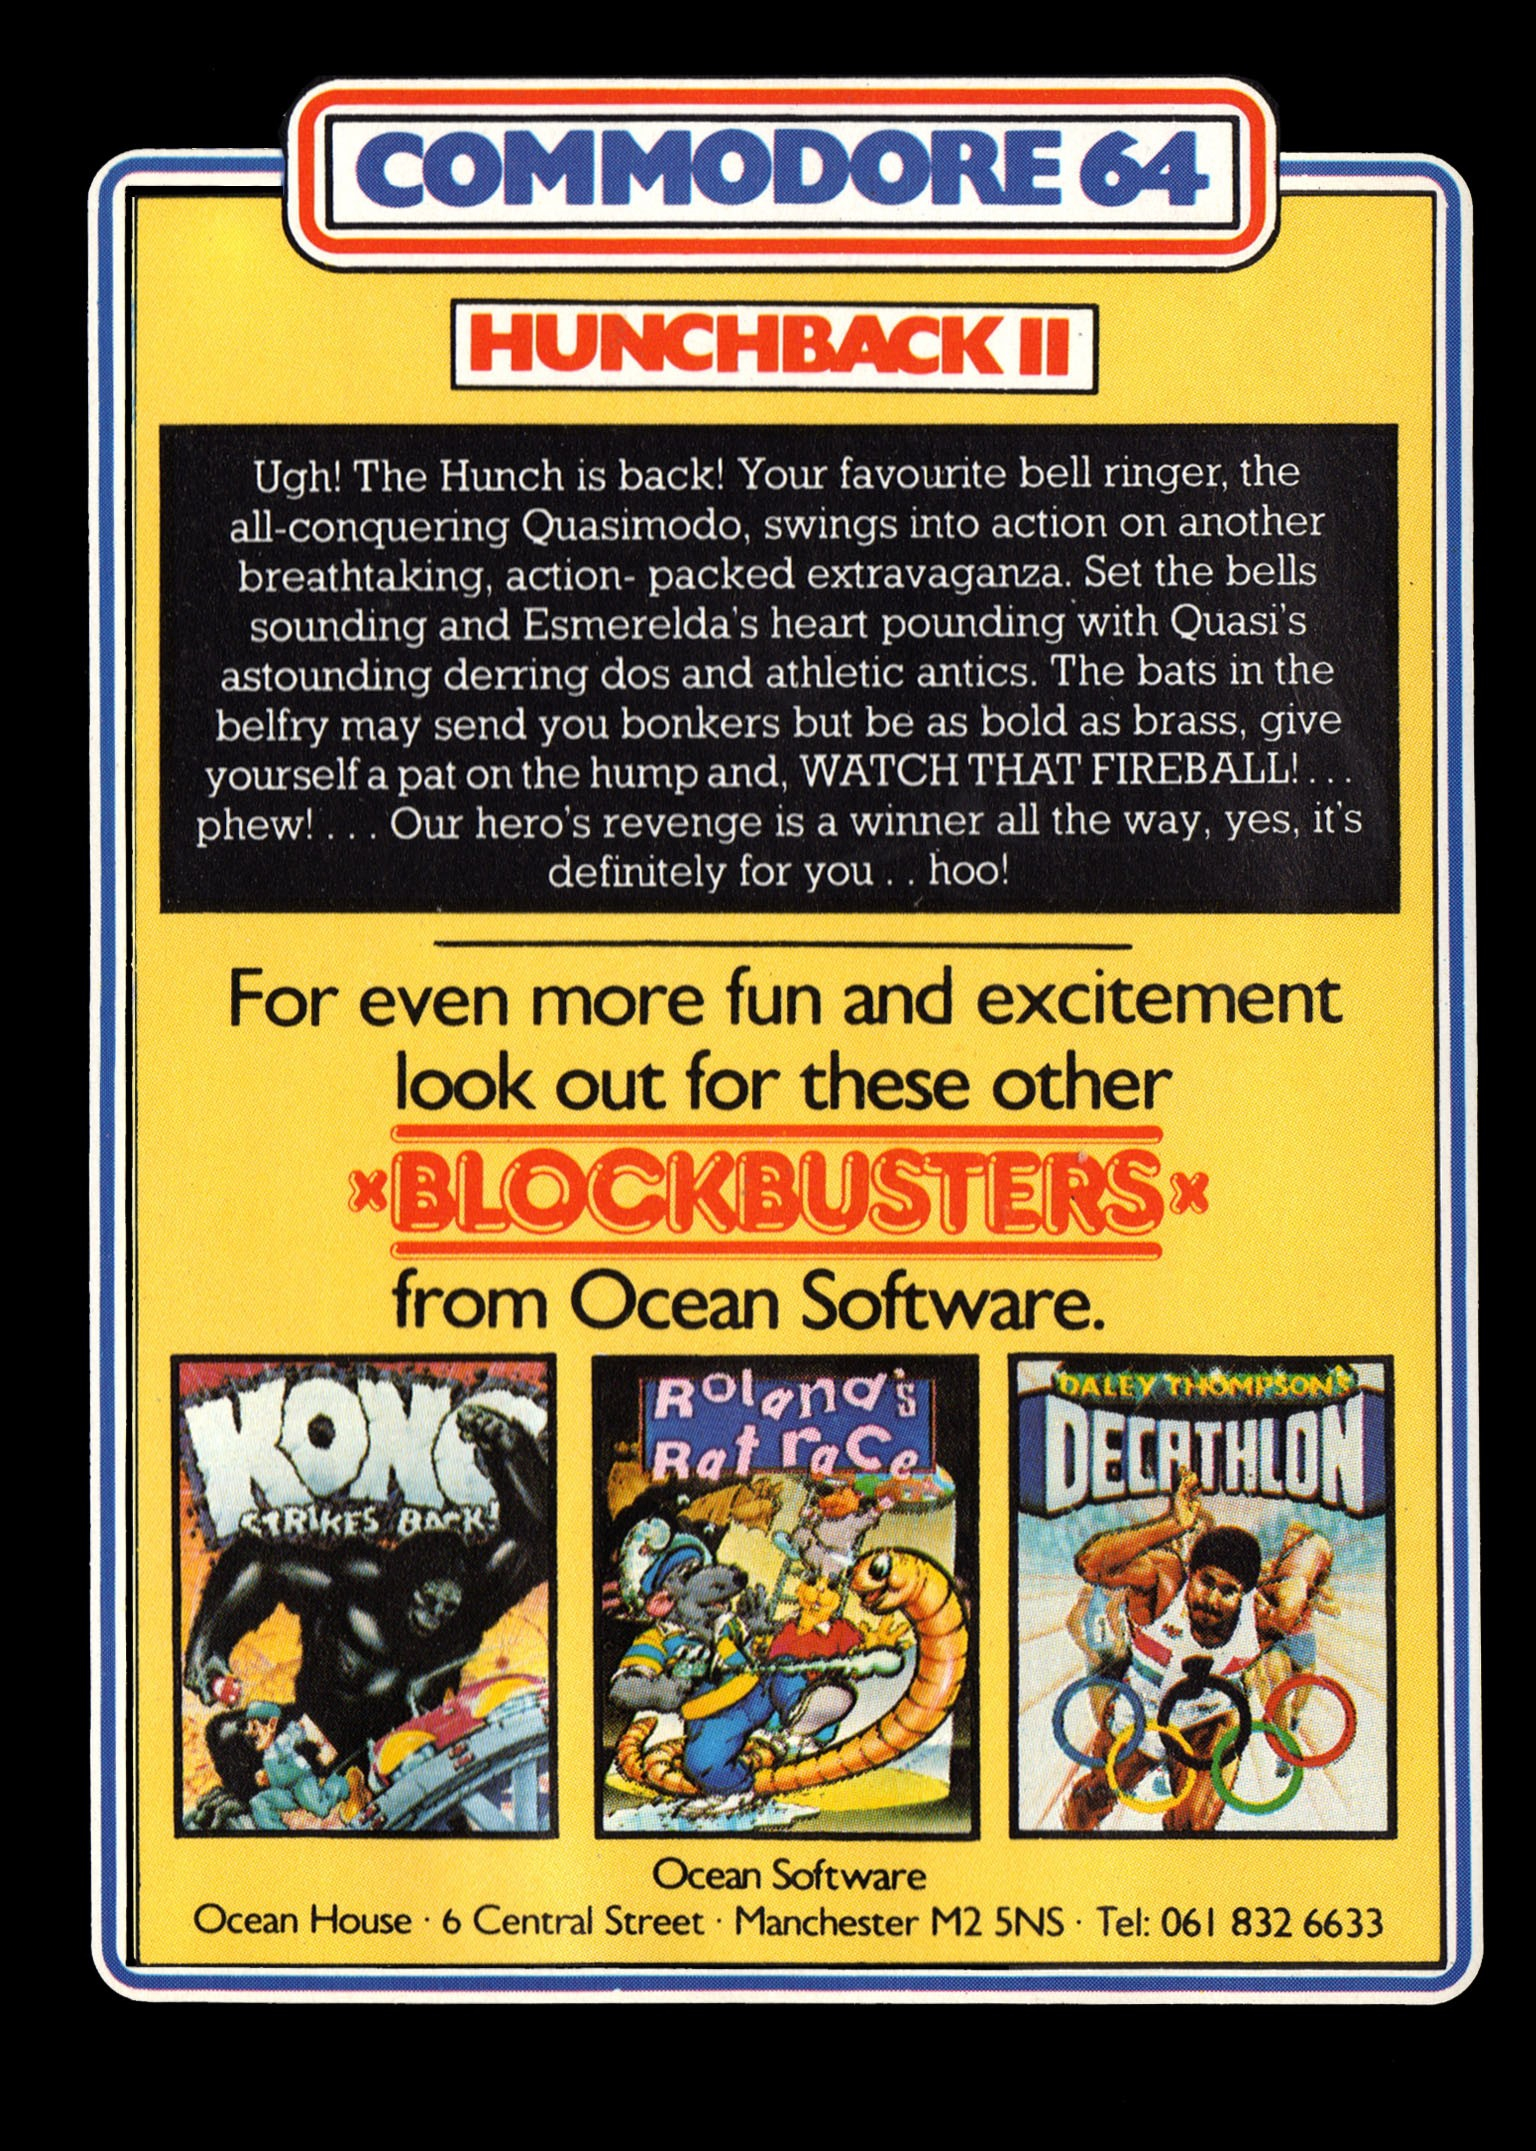 COMMODORE 64
HUNCHBACK II
Ugh! The Hunch is back! Your favourite bell ringer, the
all-conquering Quasimodo, swings into action on another
breathtaking, action- packed extravaganza. Set the bells
sounding and Esmerelda's heart pounding with Quasi's
astounding derring dos and athletic antics. The bats in the
belfry may send you bonkers but be as bold as brass, give
yourself a pat on the hump and, WATCH THAT FIREBALL! . . .
phew! . . . Our hero's revenge is a winner all the way, yes, it's
definitely for you . . hoo!
For even more fun and excitement
look out for these other
*BLOCKBUSTERS*
from Ocean Software.
KONG
STRIKES BACK!
Roland's
Rat race
DALEY THOMPSON'S
DECATHLON
Ocean Software
Ocean House · 6 Central Street · Manchester M2 5NS · Tel: 061 832 6633